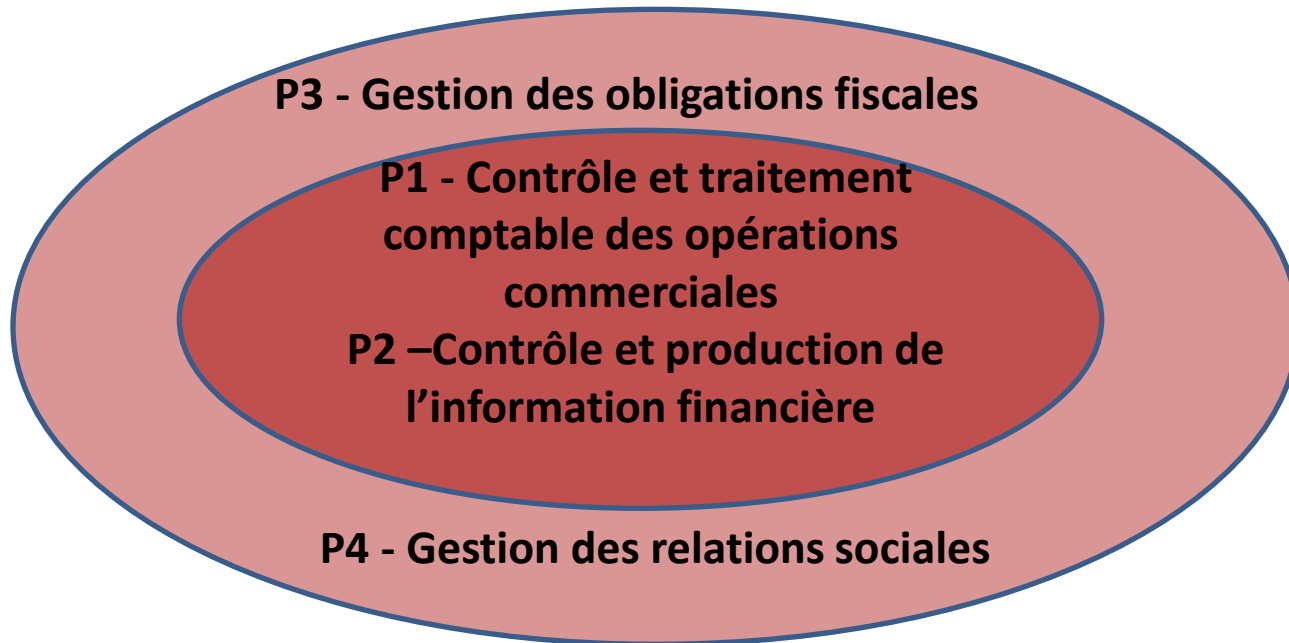 P3 - Gestion des obligations fiscales
P1 - Contrôle et traitement
comptable des opérations
commerciales
P2 –Contrôle et production de
l’information financière
P4 - Gestion des relations sociales